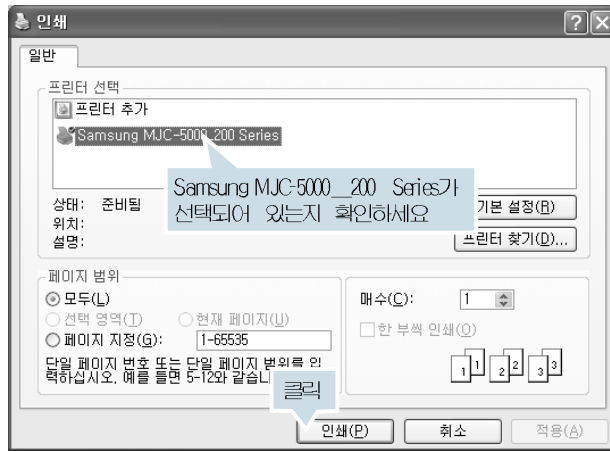 인쇄
일반
프린터 선택
프린터 추가
Samsung MJC-5000_200 Series
Samsung MJC-5000__200 Series가
선택되어 있는지 확인하세요
상태: 준비됨
위치:
설명:
기본 설정(R)
프린터 찾기(D)...
페이지 범위
모두(L)
선택 영역(T) 현재 페이지(U)
페이지 지정(G): 1-65535
단일 페이지 번호 또는 단일 페이지 범위를 입
력하십시오. 예를 들면 5-12와 같습니
매수(C): 1
한 부씩 인쇄(O)
1 1 2 2 3 3
클릭
인쇄(P) 취소 적용(A)